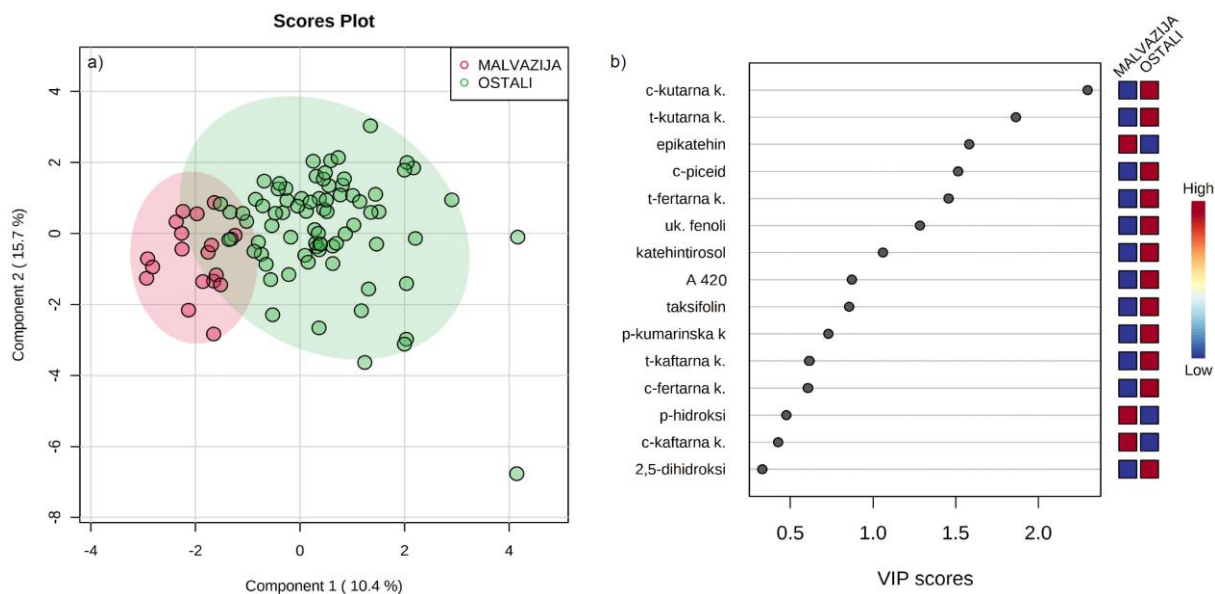 Scores Plot
a)
MALVAZIJA
OSTALI
4
2
0
-2
-4
-6
-8
-4
-2
0
2
4
Component 2 ( 15.7 %)
Component 1 ( 10.4 %)
b)
MALVAZIJA
OSTALI
c-kutarna k.
t-kutarna k.
epikatehin
c-piceid
t-fertarna k.
uk. fenoli
katehintirosol
A 420
taksifolin
p-kumarinska k
t-kaftarna k.
c-fertarna k.
p-hidroksi
c-kaftarna k.
2,5-dihidroksi
0.5
1.0
1.5
2.0
VIP scores
High
Low